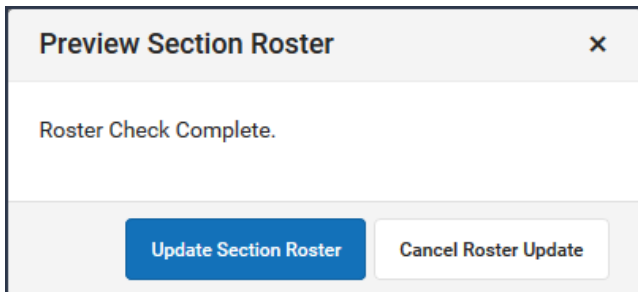 Preview Section Roster ×
Roster Check Complete.
Update Section Roster Cancel Roster Update